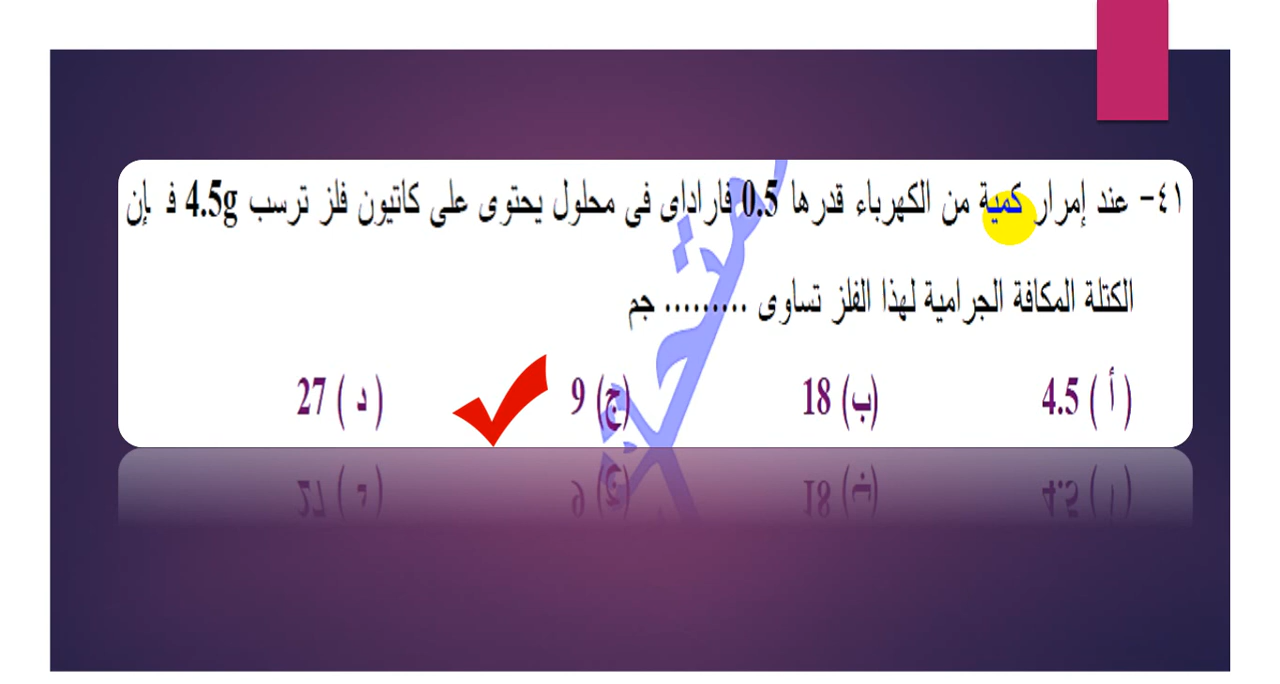 ٤١- عند إمرار كمية من الكهرباء قدرها 0.5 فاراداى فى محلول يحتوى على كاتيون فلز ترسب 4.5g ف إن
الكتلة المكافة الجرامية لهذا الفلز تساوى ......... جم
( أ ) 4.5 (ب) 18 (ج) 9 ( د ) 27